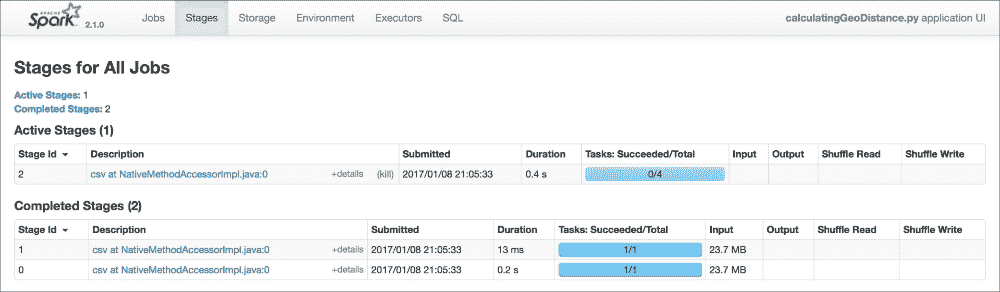 APACHE Spark 2.1.0 Jobs Stages Storage Environment Executors SQL calculatingGeoDistance.py application UI
Stages for All Jobs
Active Stages: 1
Completed Stages: 2
Active Stages (1)
Stage Id Description Submitted Duration Tasks: Succeeded/Total Input Output Shuffle Read Shuffle Write
2 csv at NativeMethodAccessorImpl.java:0 +details (kill) 2017/01/08 21:05:33 0.4 s 0/4
Completed Stages (2)
Stage Id Description Submitted Duration Tasks: Succeeded/Total Input Output Shuffle Read Shuffle Write
1 csv at NativeMethodAccessorImpl.java:0 +details 2017/01/08 21:05:33 13 ms 1/1 23.7 MB
0 csv at NativeMethodAccessorImpl.java:0 +details 2017/01/08 21:05:33 0.2 s 1/1 23.7 MB